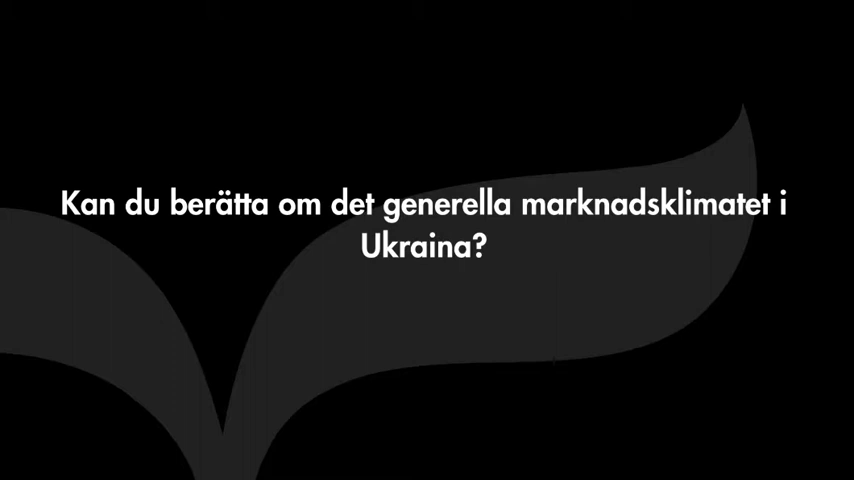 Kan du berätta om det generella marknadsklimatet i
Ukraina?